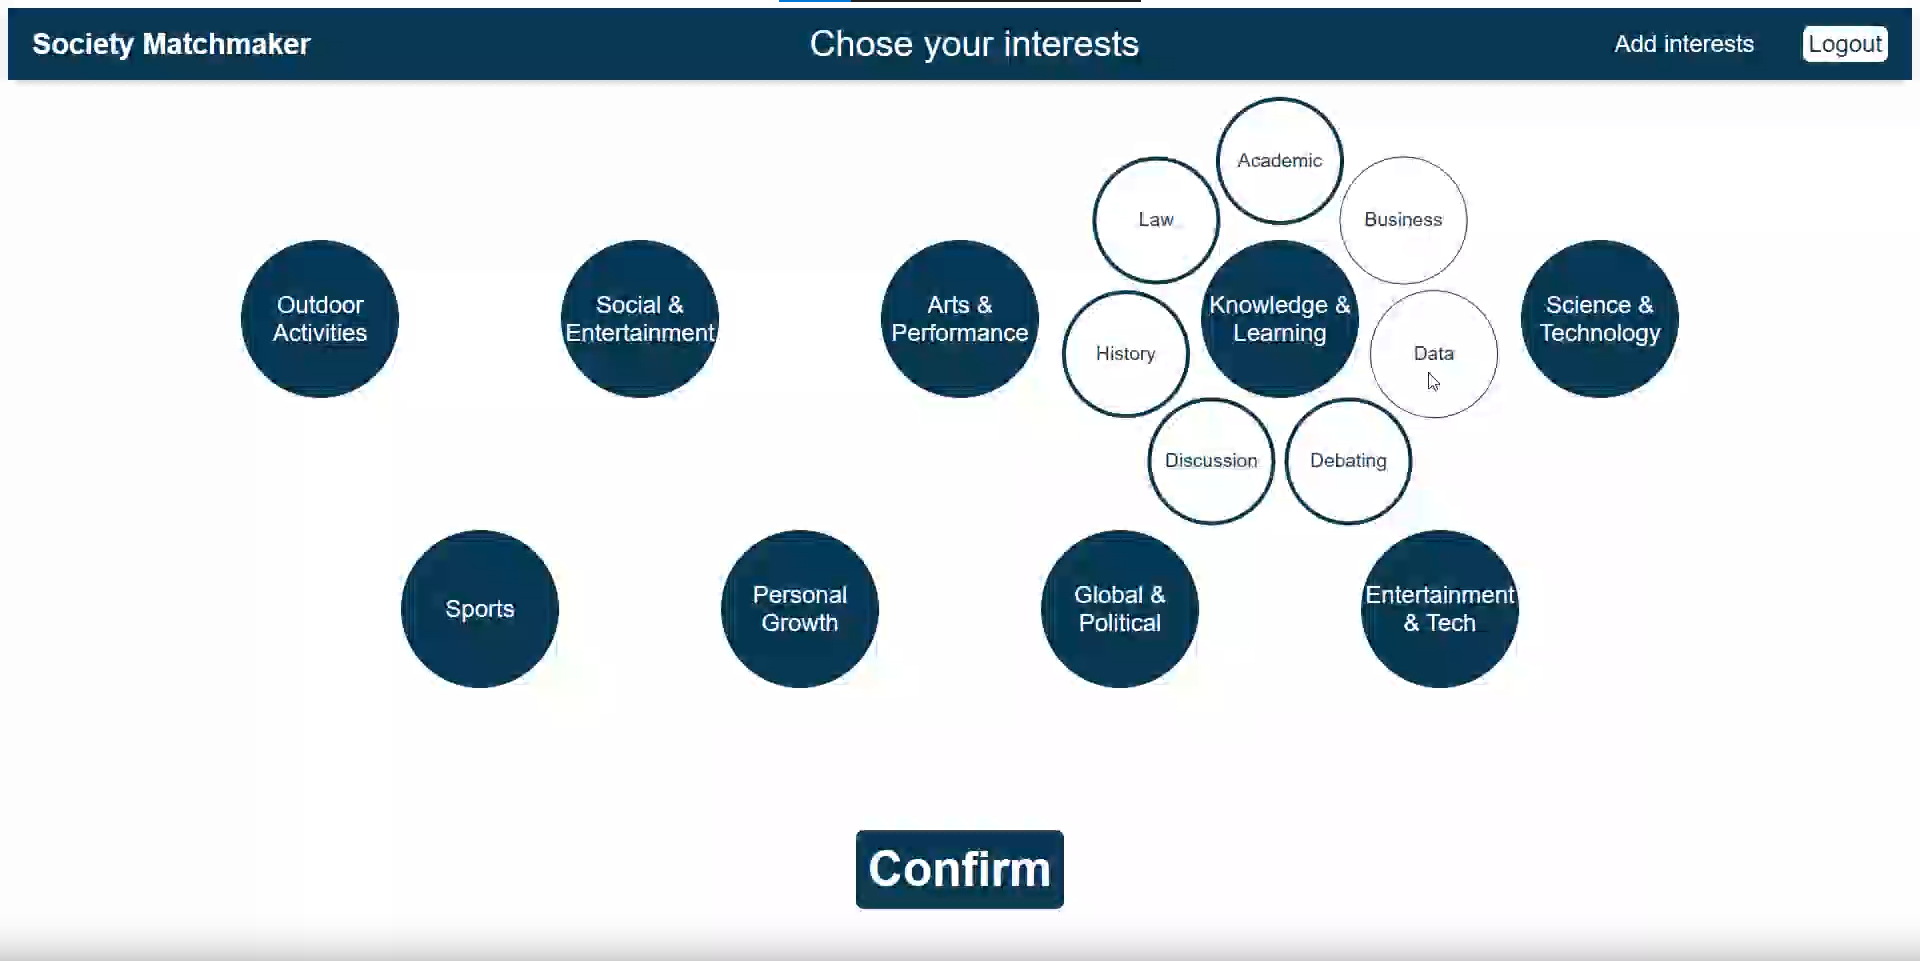 Society Matchmaker
Chose your interests
Add interests
Logout
Academic
Law
Business
Outdoor
Activities
Social &
Entertainment
Arts &
Performance
Knowledge &
Learning
Science &
Technology
History
Data
Discussion
Debating
Sports
Personal
Growth
Global &
Political
Entertainment
& Tech
Confirm